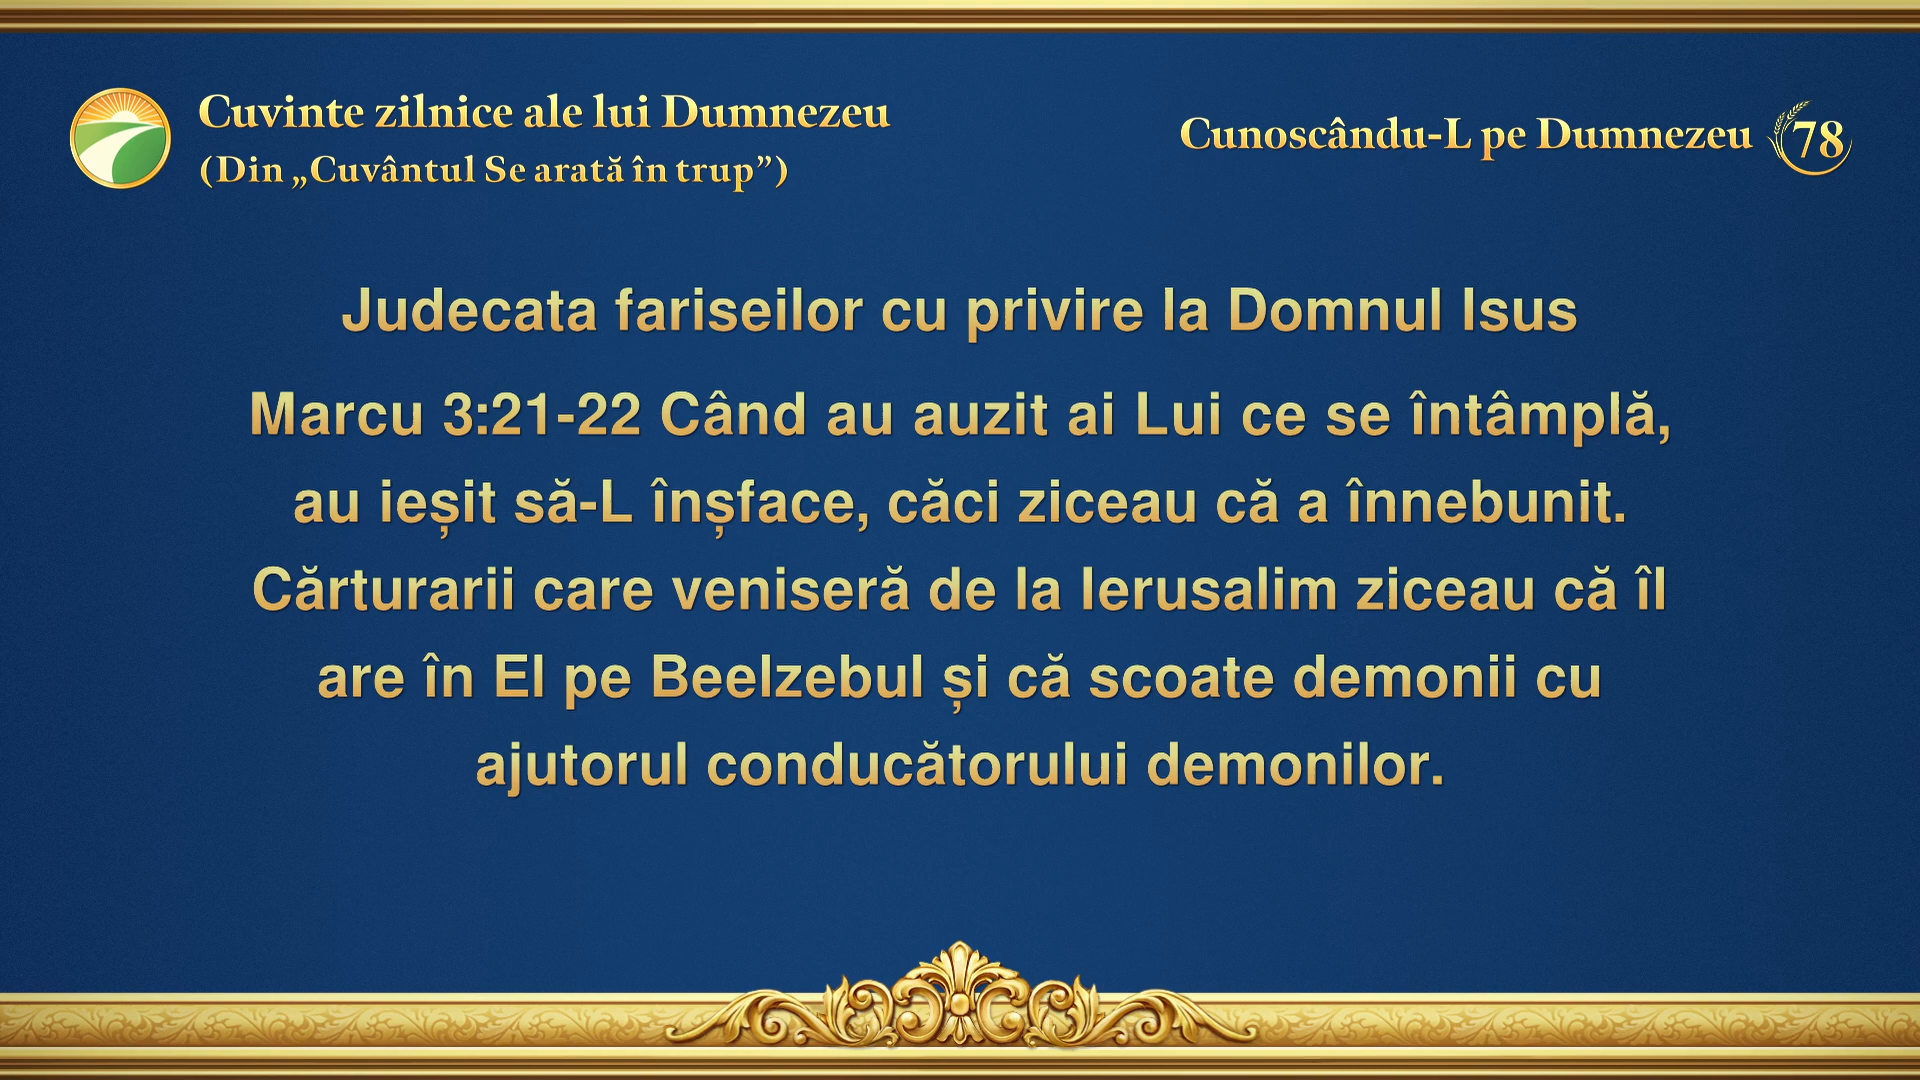 Cuvinte zilnice ale lui Dumnezeu
(Din „Cuvântul Se arată în trup”)
Cunoscându-L pe Dumnezeu 78
Judecata fariseilor cu privire la Domnul Isus
Marcu 3:21-22 Când au auzit ai Lui ce se întâmplă,
au ieșit să-L înșface, căci ziceau că a înnebunit.
Cărturarii care veniseră de la Ierusalim ziceau că îl
are în El pe Beelzebul și că scoate demonii cu
ajutorul conducătorului demonilor.